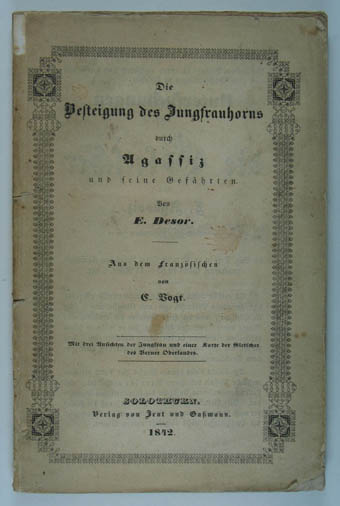 Die
Besteigung des Jungfrauhorns
durch
Agassiz
und seine Gefährten.
Von
E. Desor.
Aus dem Französischen
von
C. Vogt.
Mit drei Ansichten der Jungfrau und einer Karte der Gletscher
des Berner Oberlandes.
SOLOTHURN.
Verlag von Jent und Gaßmann.
1842.